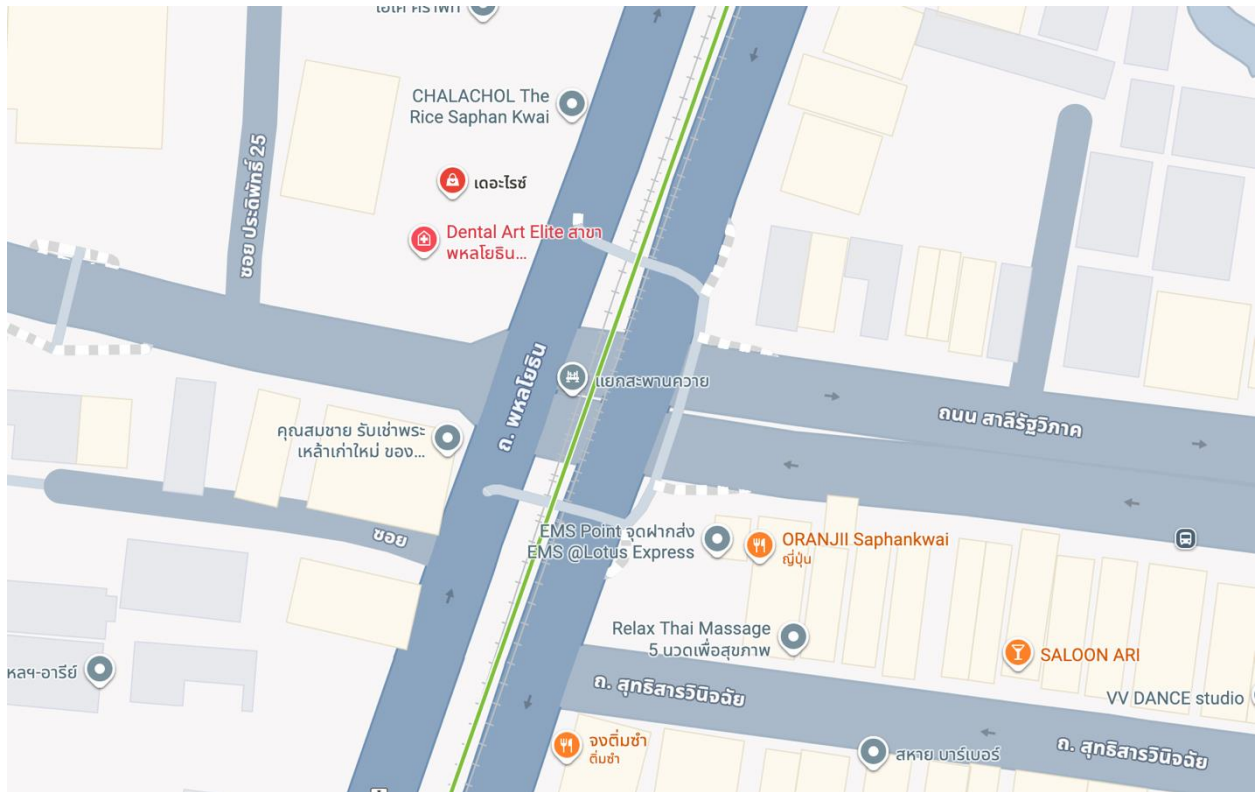 CHALACHOL The
Rice Saphan Kwai
ซอย ประดิพัทธ์ 25
เดอะไรซ์
Dental Art Elite สาขา
พหลโยธิน...
ถ. พหลโยธิน
แยกสะพานควาย
ถนน สาลีรัฐวิภาค
คุณสมชาย รับเช่าพระ
เหล้าเก่าใหม่ ของ...
ซอย
EMS Point จุดฝากส่ง
EMS @Lotus Express
ORANJII Saphankwai
ญี่ปุ่น
Relax Thai Massage
5 นวดเพื่อสุขภาพ
SALOON ARI
หลฯ-อารีย์
ถ. สุทธิสารวินิจฉัย
VV DANCE studio
จงติ่มซำ
ติ่มซำ
สหาย บาร์เบอร์
ถ. สุทธิสารวินิจฉัย